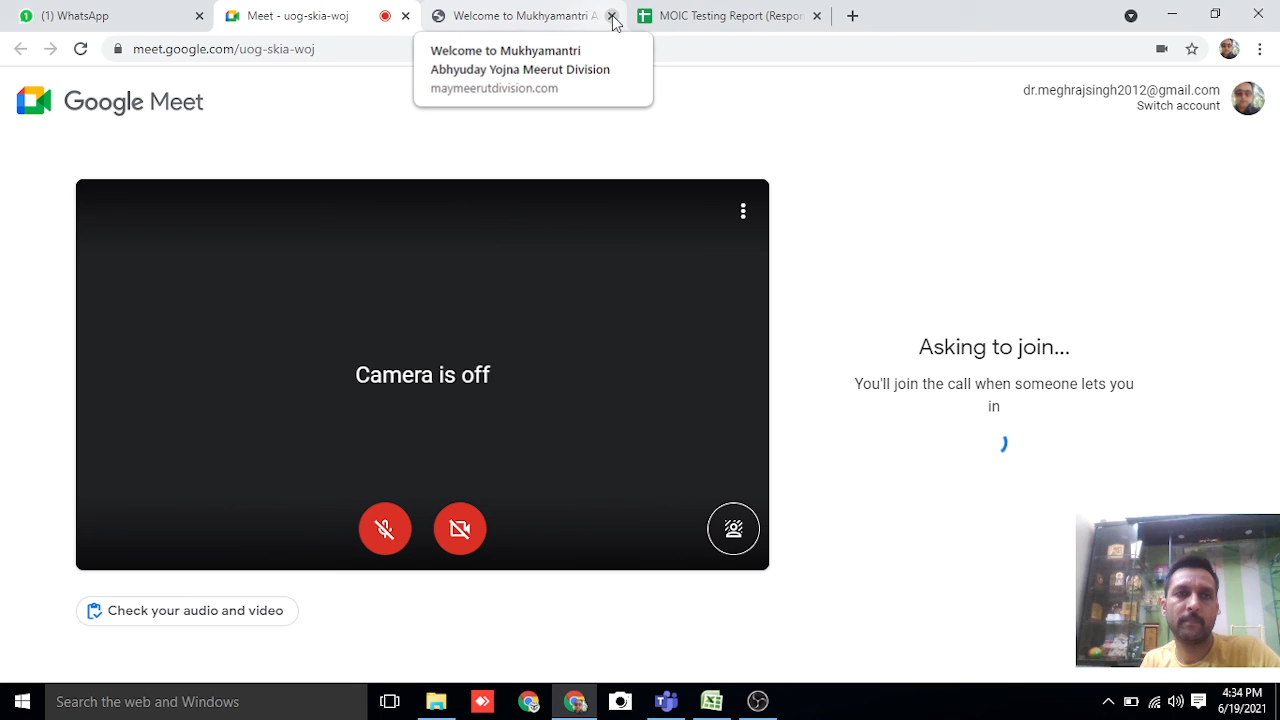 (1) WhatsApp
Meet - uog-skia-woj
Welcome to Mukhyamantri A
MOIC Testing Report (Respon
meet.google.com/uog-skia-woj
Welcome to Mukhyamantri
Abhyuday Yojna Meerut Division
maymeerutdivision.com
Google Meet
dr.meghrajsingh2012@gmail.com
Switch account
Camera is off
Asking to join...
You'll join the call when someone lets you
in
Check your audio and video
Search the web and Windows
4:34 PM
6/19/2021